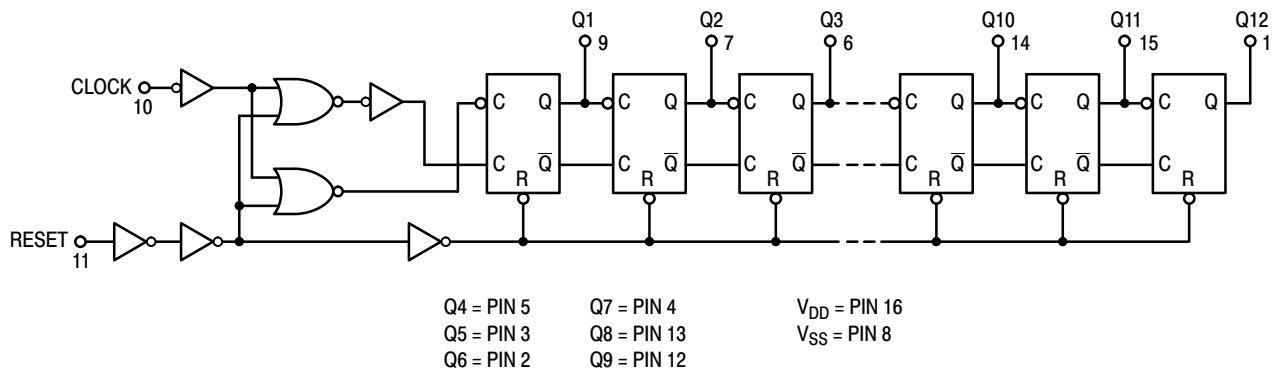 Q1 Q2 Q3 Q10 Q11 Q12
9 7 6 14 15 1
CLOCK
10
C Q C Q C Q C Q C Q C Q
C Q̅ C Q̅ C Q̅ C Q̅ C Q̅ C
R R R R R R
RESET
11
Q4 = PIN 5 Q7 = PIN 4 VDD = PIN 16
Q5 = PIN 3 Q8 = PIN 13 VSS = PIN 8
Q6 = PIN 2 Q9 = PIN 12